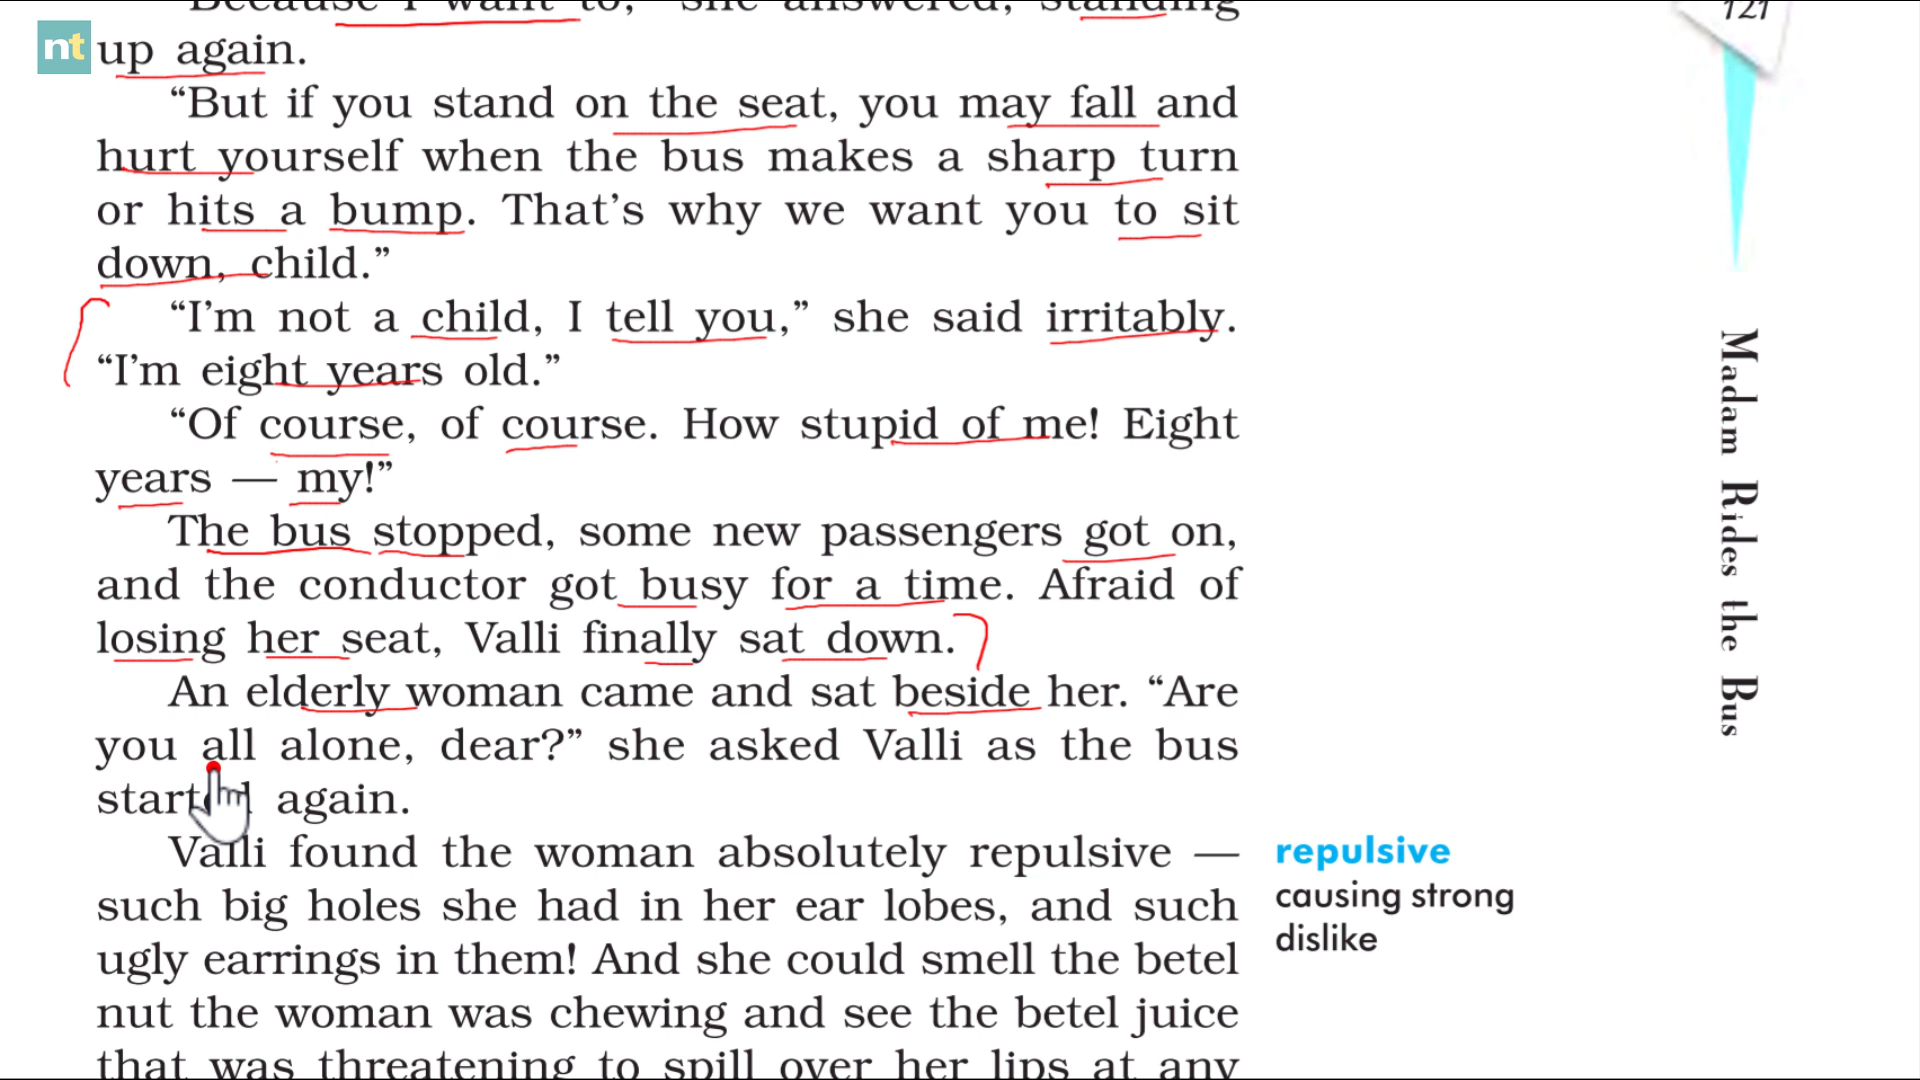 "Because I want to," she answered, standing
121
nt
up again.
"But if you stand on the seat, you may fall and
hurt yourself when the bus makes a sharp turn
or hits a bump. That's why we want you to sit
down, child."
"I'm not a child, I tell you," she said irritably.
"I'm eight years old."
"Of course, of course. How stupid of me! Eight
years — my!"
The bus stopped, some new passengers got on,
and the conductor got busy for a time. Afraid of
losing her seat, Valli finally sat down.
An elderly woman came and sat beside her. "Are
you all alone, dear?" she asked Valli as the bus
started again.
Valli found the woman absolutely repulsive —
such big holes she had in her ear lobes, and such
ugly earrings in them! And she could smell the betel
nut the woman was chewing and see the betel juice
that was threatening to spill over her lips at any
repulsive
causing strong
dislike
Madam Rides the Bus